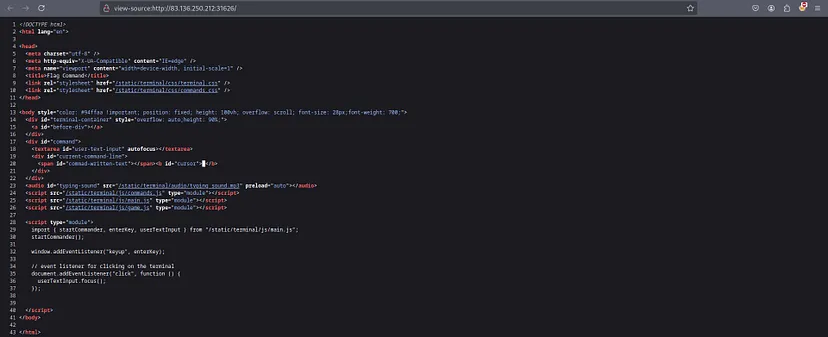 view-source:http://83.136.250.212:31626/
1 <!DOCTYPE html>
2 <html lang="en">
3
4 <head>
5 <meta charset="utf-8" />
6 <meta http-equiv="X-UA-Compatible" content="IE=edge" />
7 <meta name="viewport" content="width=device-width, initial-scale=1" />
8 <title>Flag Command</title>
9 <link rel="stylesheet" href="/static/terminal/css/terminal.css" />
10 <link rel="stylesheet" href="/static/terminal/css/commands.css" />
11 </head>
12
13 <body style="color: #94ffaa !important; position: fixed; height: 100vh; overflow: scroll; font-size: 28px;font-weight: 700;">
14 <div id="terminal-container" style="overflow: auto;height: 90%;">
15 <a id="before-div"></a>
16 </div>
17 <div id="command">
18 <textarea id="user-text-input" autofocus></textarea>
19 <div id="current-command-line">
20 <span id="commad-written-text"></span><b id="cursor">█</b>
21 </div>
22 </div>
23 <audio id="typing-sound" src="/static/terminal/audio/typing_sound.mp3" preload="auto"></audio>
24 <script src="/static/terminal/js/commands.js" type="module"></script>
25 <script src="/static/terminal/js/main.js" type="module"></script>
26 <script src="/static/terminal/js/game.js" type="module"></script>
27
28 <script type="module">
29 import { startCommander, enterKey, userTextInput } from "/static/terminal/js/main.js";
30 startCommander();
31
32 window.addEventListener("keyup", enterKey);
33
34 // event listener for clicking on the terminal
35 document.addEventListener("click", function () {
36 userTextInput.focus();
37 });
38
39
40 </script>
41 </body>
42
43 </html>